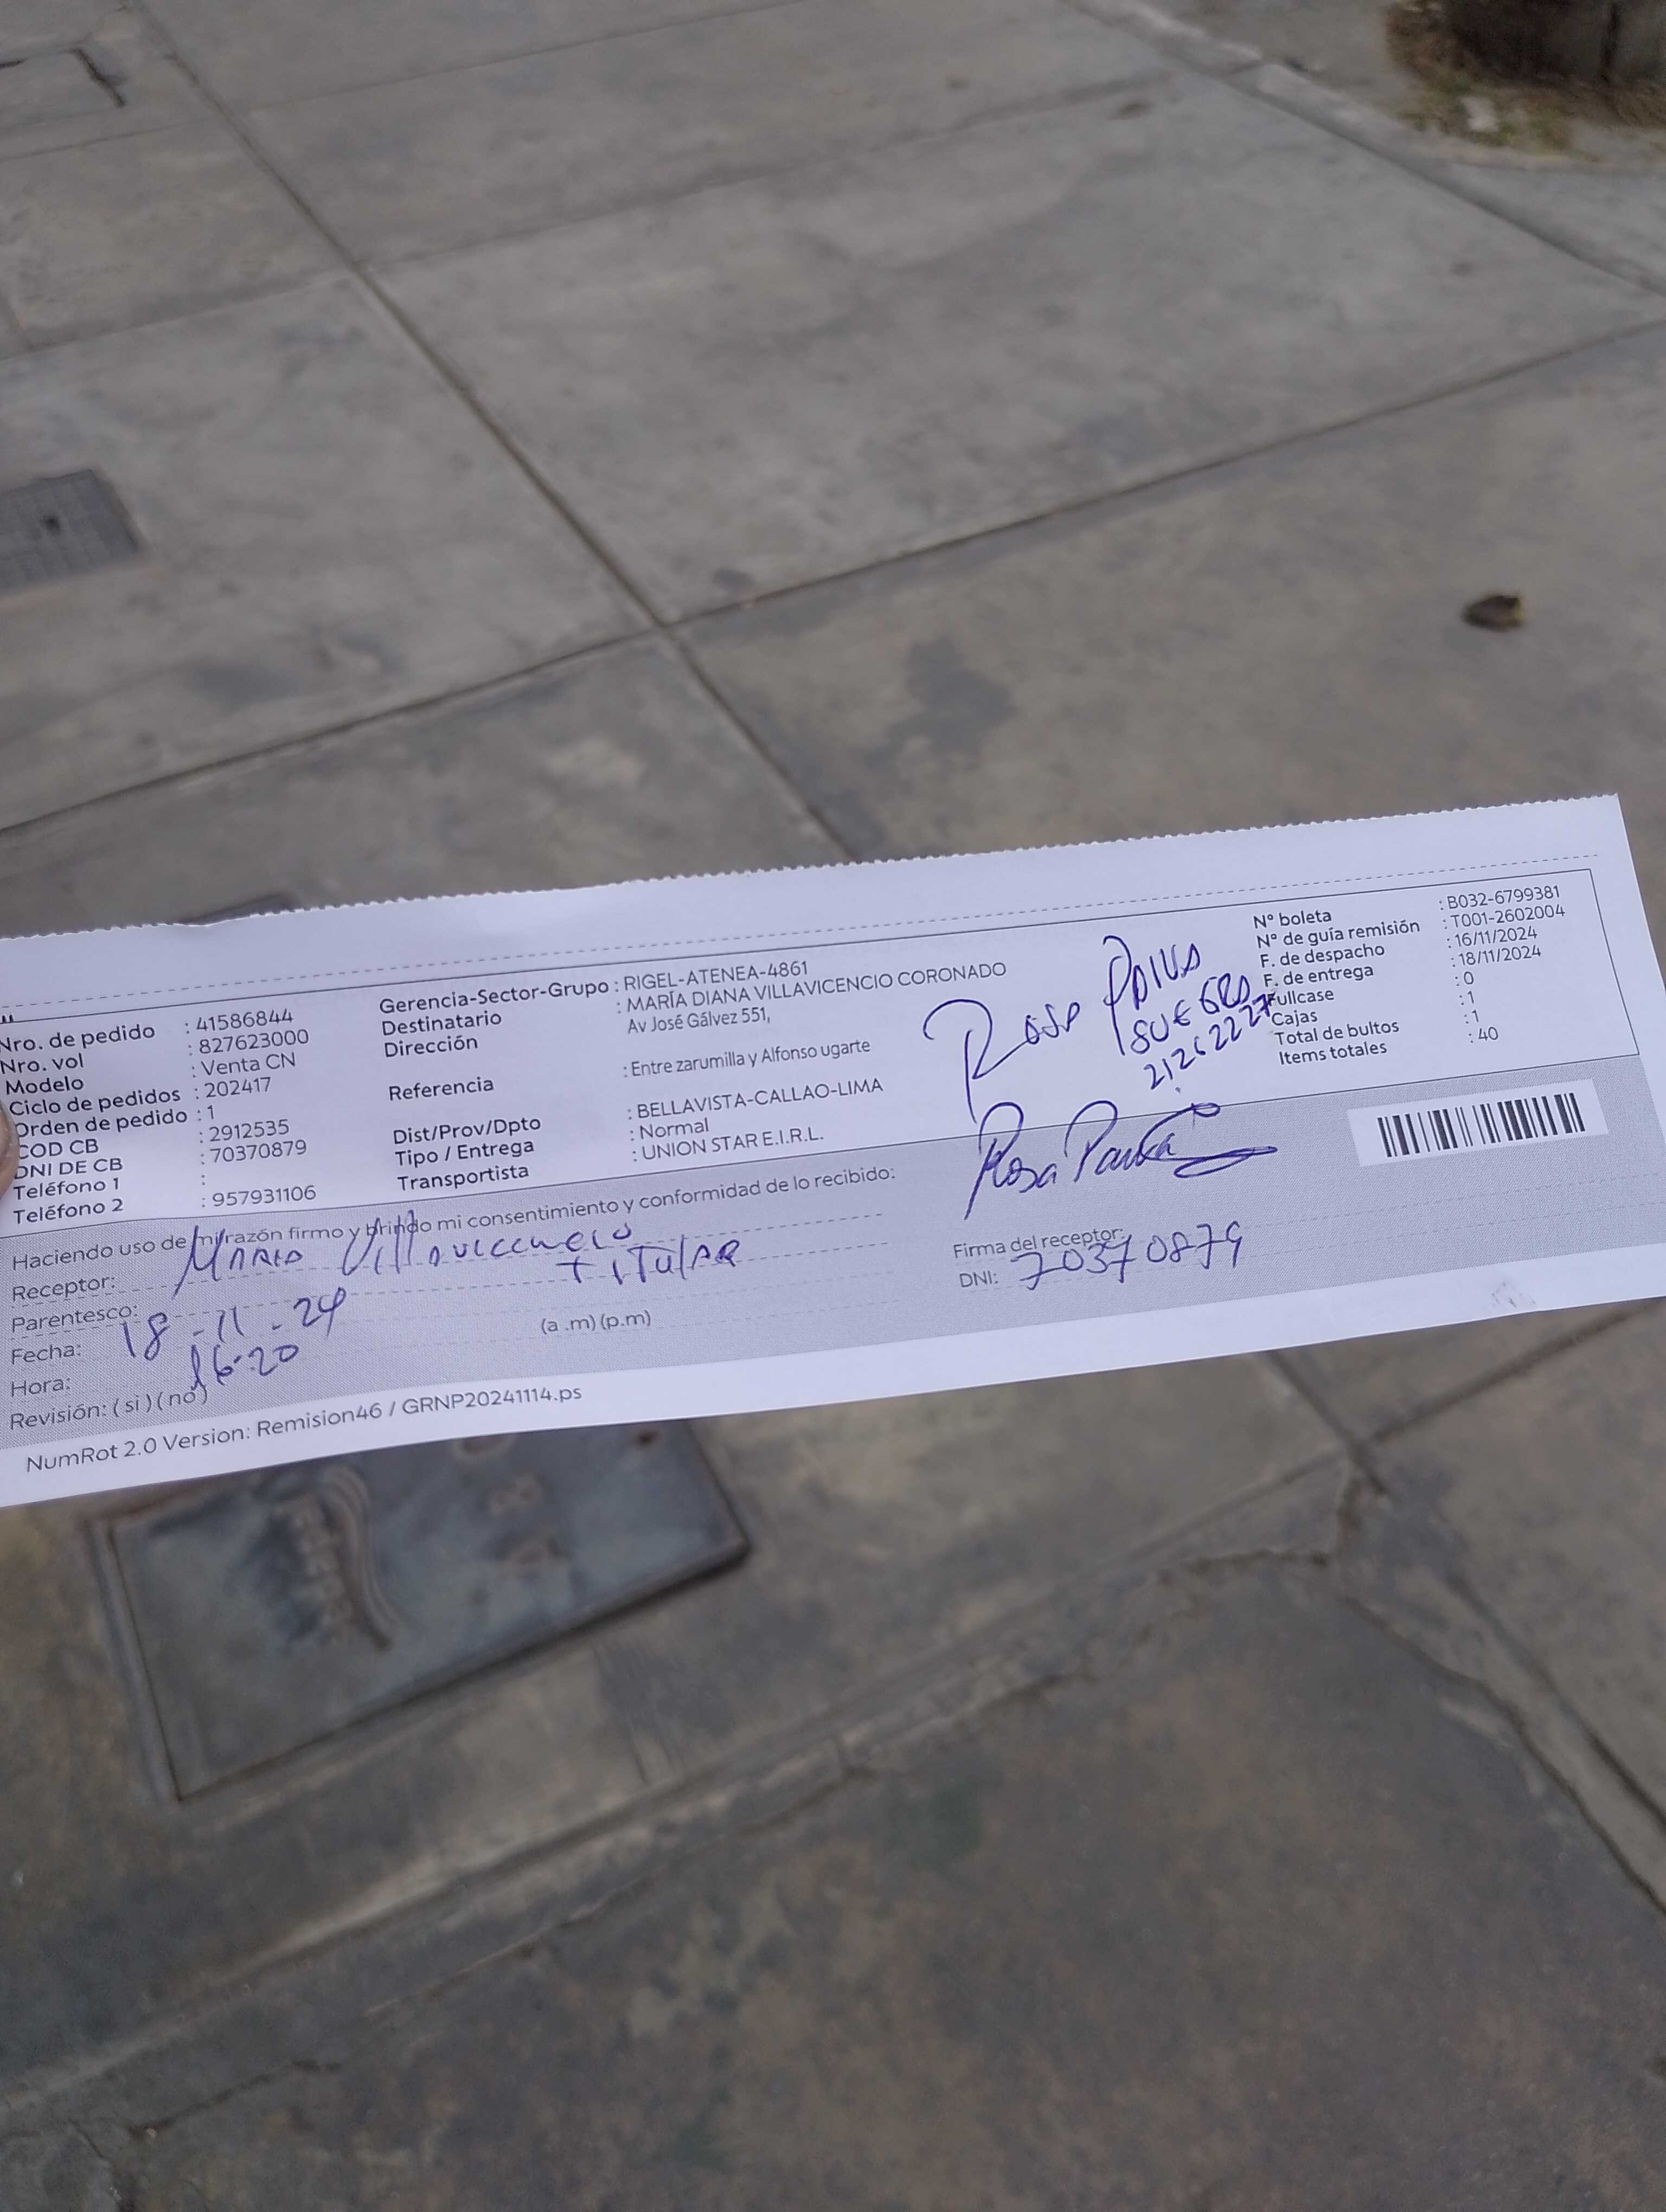 Nro. de pedido : 41586844
Nro. vol : 827623000
Modelo : Venta CN
Ciclo de pedidos : 202417
Orden de pedido : 1
COD CB : 2912535
DNI DE CB : 70370879
Teléfono 1 :
Teléfono 2 : 957931106
Gerencia-Sector-Grupo : RIGEL-ATENEA-4861
Destinatario : MARÍA DIANA VILLAVICENCIO CORONADO
Dirección Av José Gálvez 551,
Referencia : Entre zarumilla y Alfonso ugarte
Dist/Prov/Dpto : BELLAVISTA-CALLAO-LIMA
Tipo / Entrega : Normal
Transportista : UNION STAR E.I.R.L.
Rosa
SUEGRA
21262227
Rosa
Nº boleta : B032-6799381
Nº de guía remisión : T001-2602004
F. de despacho : 16/11/2024
F. de entrega : 18/11/2024
Fullcase : 0
Cajas : 1
Total de bultos : 1
Items totales : 40
Haciendo uso de mi razón firmo y brindo mi consentimiento y conformidad de lo recibido:
Receptor: Maria Villavicencio
Parentesco: Titular
Fecha: 18-11-24
Hora: 16:20 (a .m) (p.m)
Revisión: ( si ) ( no )
Firma del receptor:
DNI: 70370879
NumRot 2.0 Version: Remision46 / GRNP20241114.ps